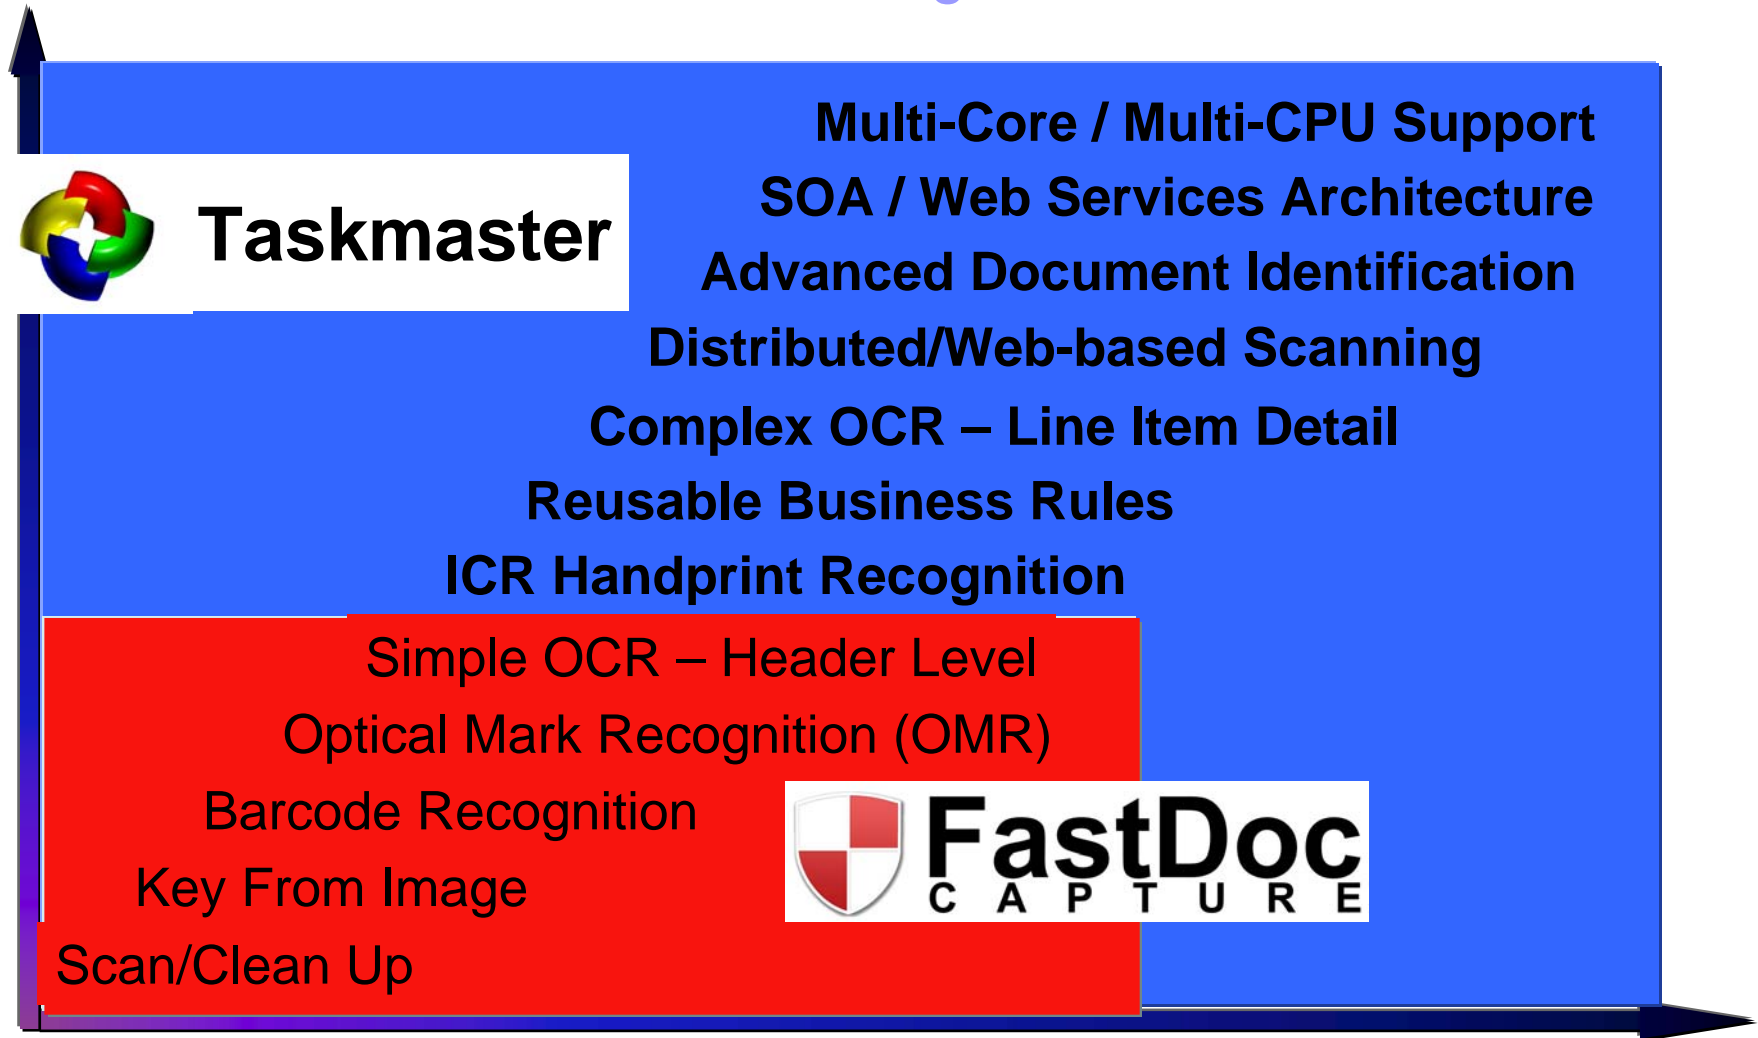 Multi-Core / Multi-CPU Support
SOA / Web Services Architecture
Taskmaster
Advanced Document Identification
Distributed/Web-based Scanning
Complex OCR – Line Item Detail
Reusable Business Rules
ICR Handprint Recognition
Simple OCR – Header Level
Optical Mark Recognition (OMR)
Barcode Recognition
FastDoc
CAPTURE
Key From Image
Scan/Clean Up